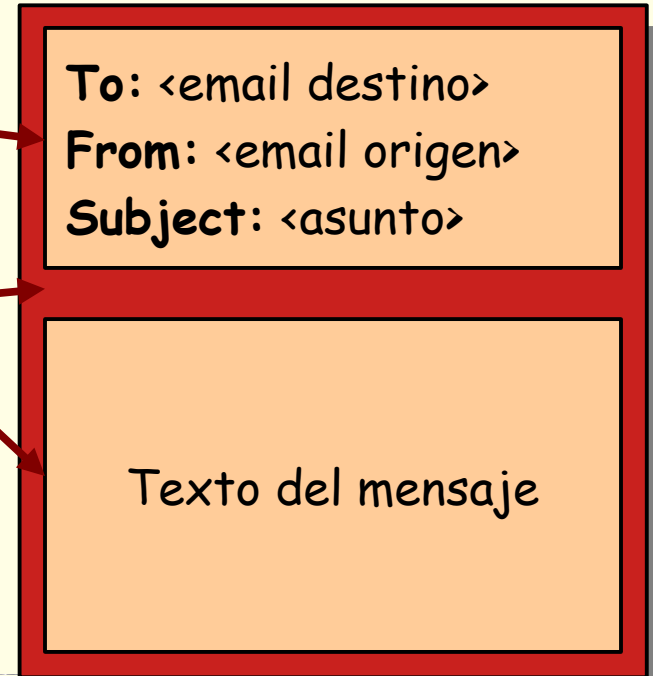 To: <email destino>
From: <email origen>
Subject: <asunto>
Texto del mensaje